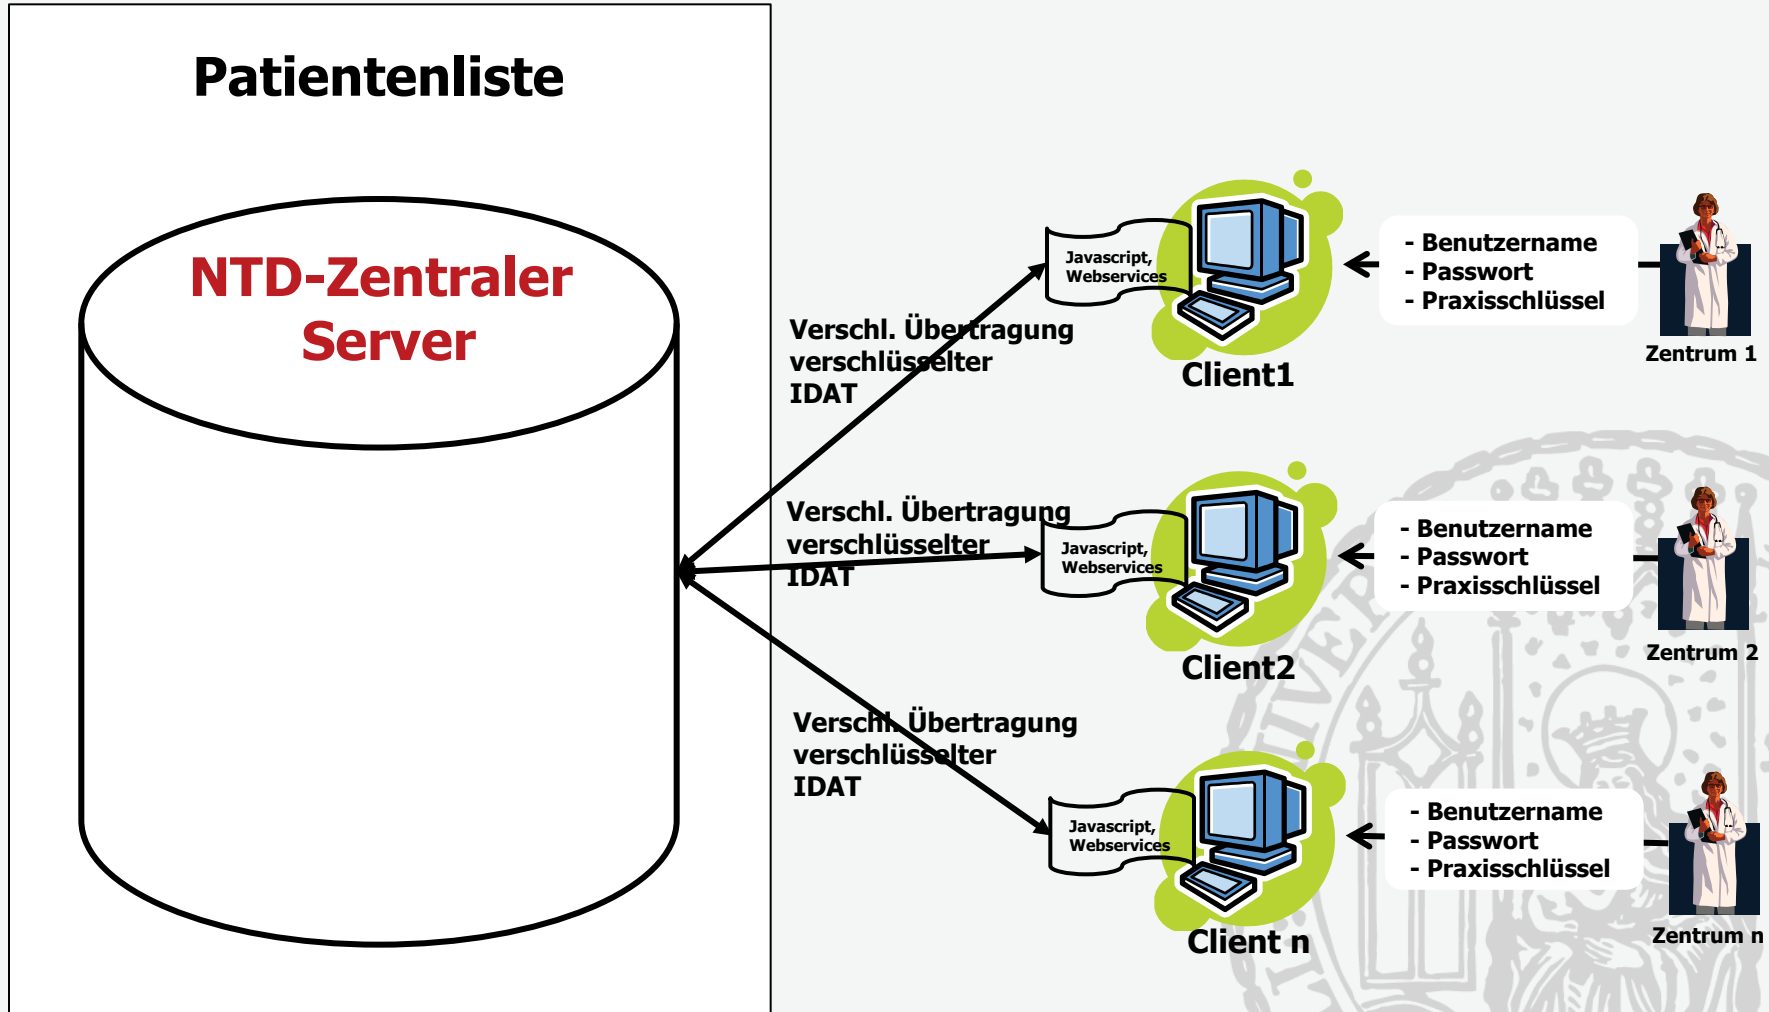 Patientenliste
NTD-Zentraler
Server
Verschl. Übertragung
verschlüsselter
IDAT
Javascript,
Webservices
Client1
- Benutzername
- Passwort
- Praxisschlüssel
Zentrum 1
Verschl. Übertragung
verschlüsselter
IDAT
Javascript,
Webservices
Client2
- Benutzername
- Passwort
- Praxisschlüssel
Zentrum 2
Verschl. Übertragung
verschlüsselter
IDAT
Javascript,
Webservices
Client n
- Benutzername
- Passwort
- Praxisschlüssel
Zentrum n